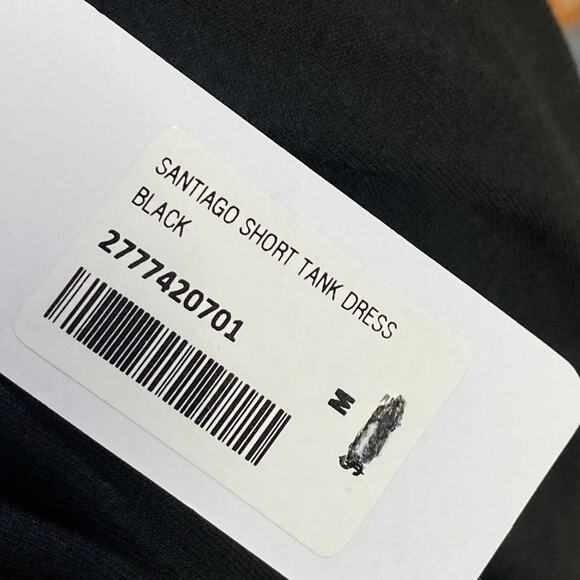 SANTIAGO SHORT TANK DRESS
BLACK
2777420701
M
$